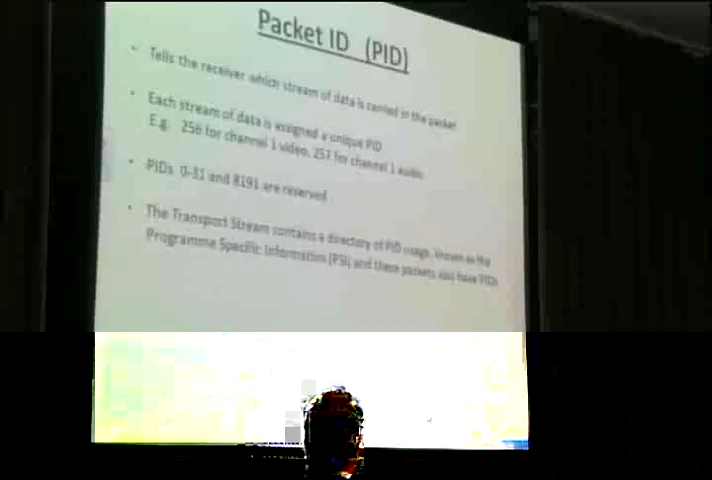 Packet ID (PID)
• Tells the receiver which stream of data is carried in the packet
• Each stream of data is assigned a unique PID
E.g. 256 for channel 1 video, 257 for channel 1 audio
• PIDs 0-31 and 8191 are reserved
• The Transport Stream contains a directory of PID usage, known as the
Programme Specific Information (PSI) and these packets also have PIDs